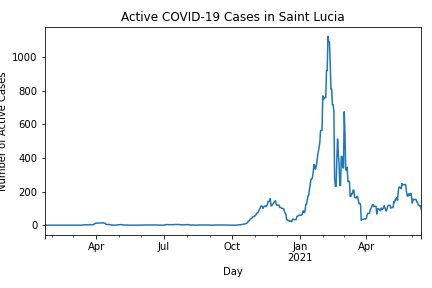 Active COVID-19 Cases in Saint Lucia
Number of Active Cases
1000
800
600
400
200
0
Apr
Jul
Oct
Jan
2021
Apr
Day